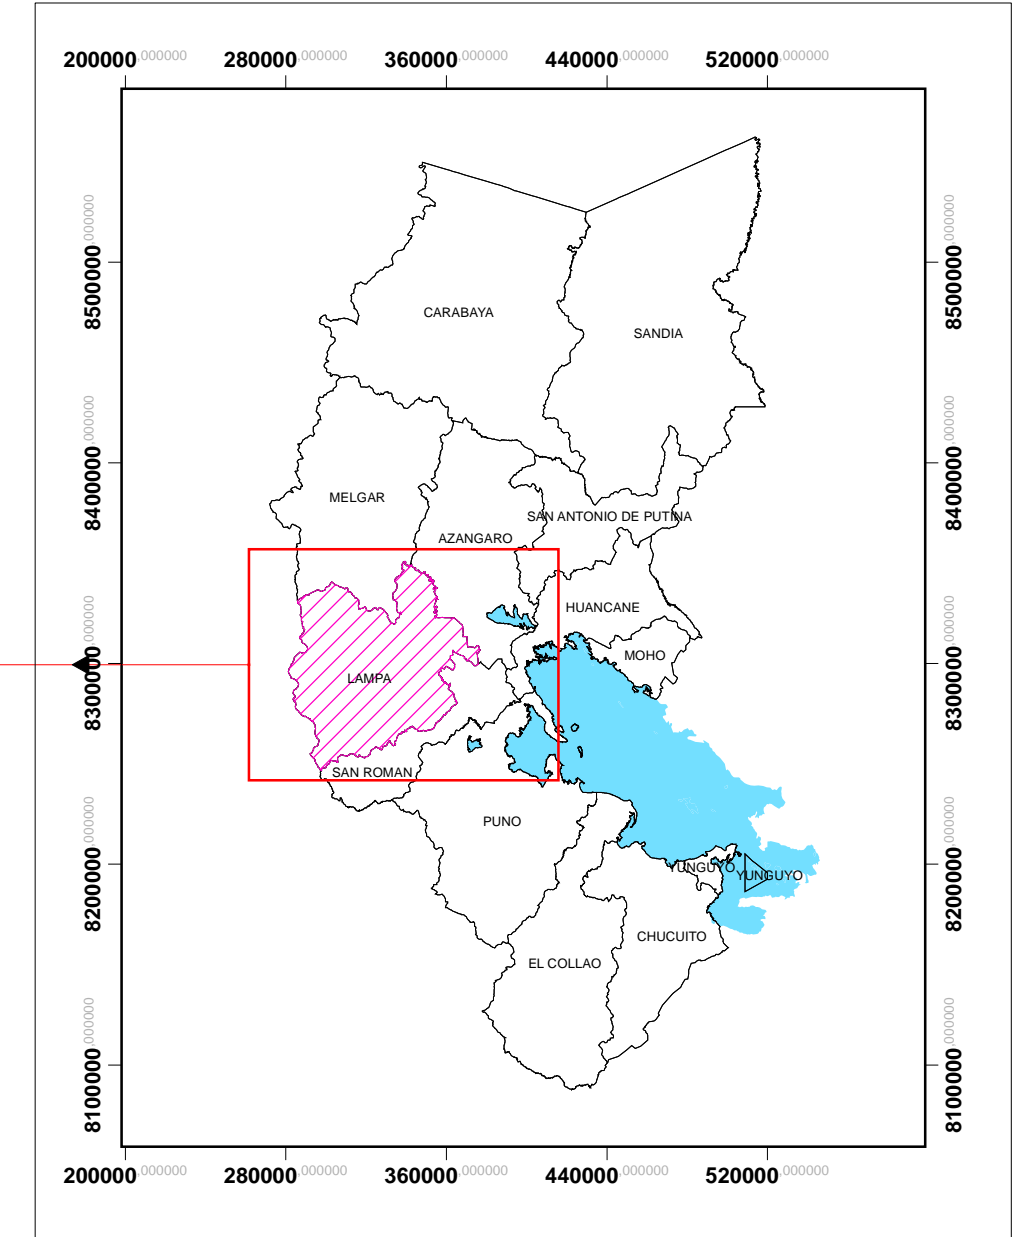 200000,000000 280000,000000 360000,000000 440000,000000 520000,000000
8500000,000000
8500000,000000
CARABAYA
SANDIA
8400000,000000
8400000,000000
MELGAR
SAN ANTONIO DE PUTINA
AZANGARO
HUANCANE
8300000,000000
8300000,000000
MOHO
LAMPA
SAN ROMAN
PUNO
8200000,000000
8200000,000000
YUNGUYO
YUNGUYO
CHUCUITO
EL COLLAO
8100000,000000
8100000,000000
200000,000000 280000,000000 360000,000000 440000,000000 520000,000000